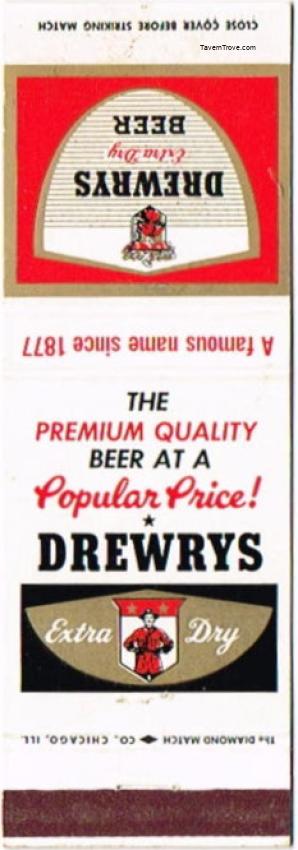 CLOSE COVER BEFORE STRIKING MATCH
TavernTrove.com
DREWRYS
Extra Dry
BEER
A famous name since 1877
THE
PREMIUM QUALITY
BEER AT A
Popular Price!
DREWRYS
Extra Dry
The DIAMOND MATCH CO. CHICAGO, ILL.